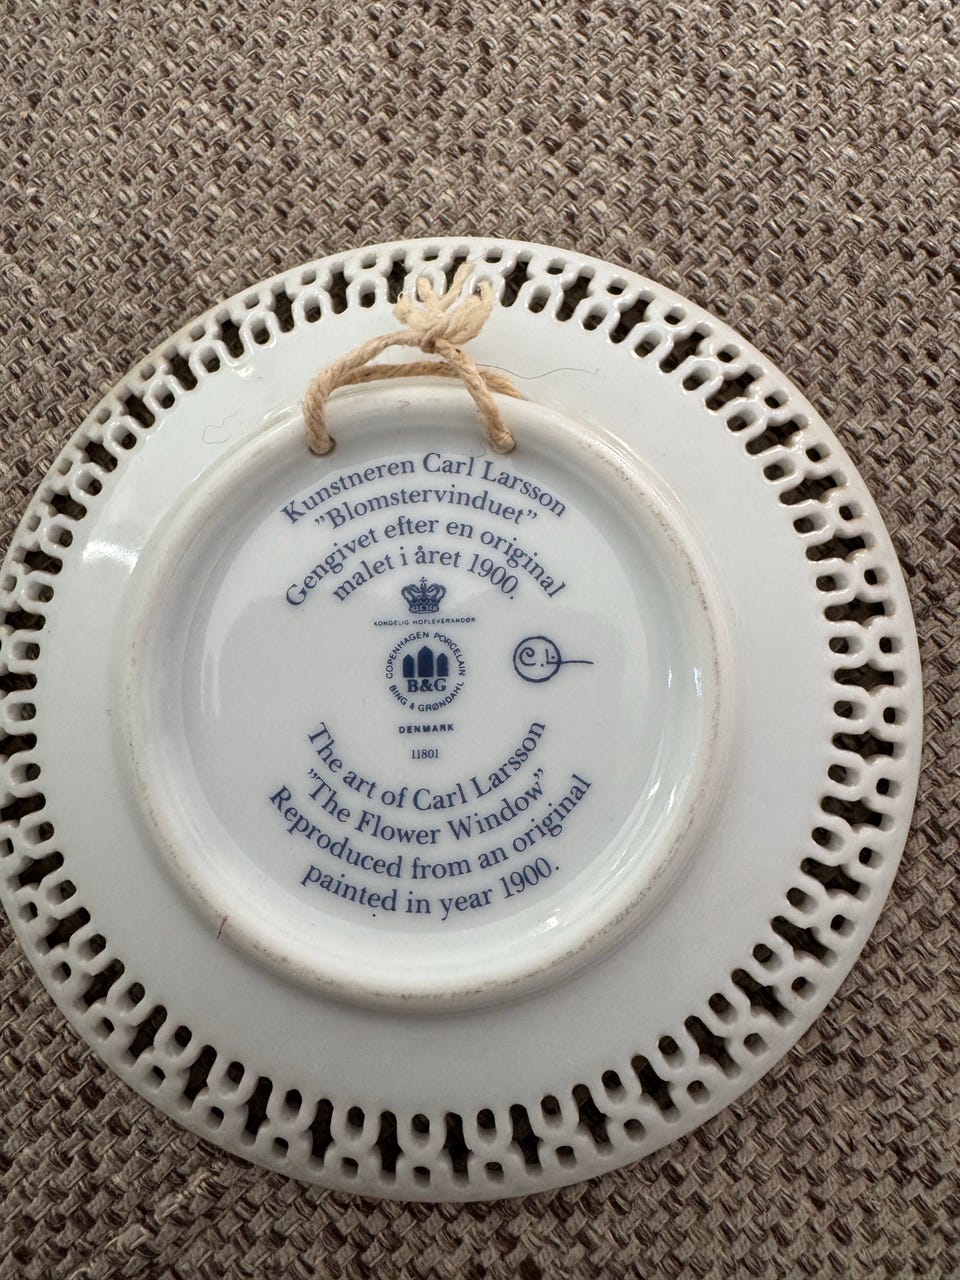 Kunstneren Carl Larsson
”Blomstervinduet”
Gengivet efter en original
malet i året 1900.
KONGELIG HOFLEVERANDØR
COPENHAGEN PORCELAIN
B&G
BING & GRØNDAHL
C.L.
DENMARK
11801
The art of Carl Larsson
”The Flower Window”
Reproduced from an original
painted in year 1900.